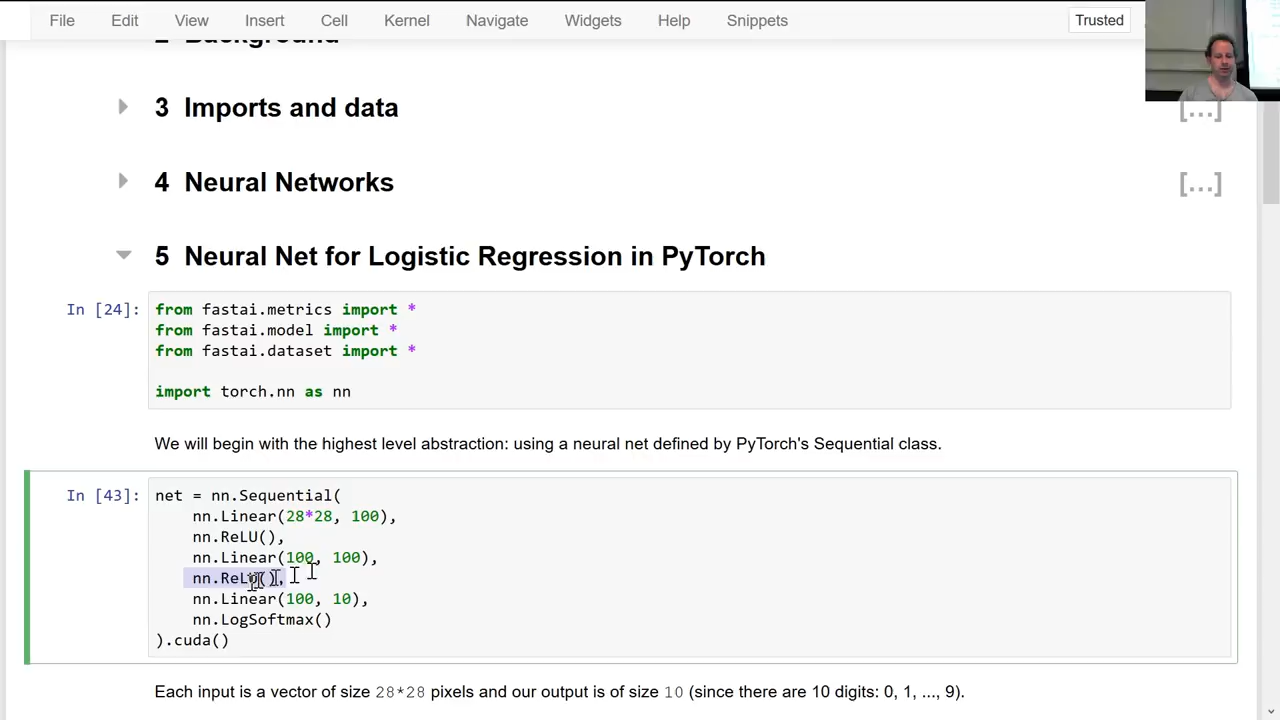 File Edit View Insert Cell Kernel Navigate Widgets Help Snippets Trusted
2 Background
3 Imports and data [...]
4 Neural Networks [...]
5 Neural Net for Logistic Regression in PyTorch
In [24]: from fastai.metrics import *
from fastai.model import *
from fastai.dataset import *
import torch.nn as nn
We will begin with the highest level abstraction: using a neural net defined by PyTorch's Sequential class.
In [43]: net = nn.Sequential(
nn.Linear(28*28, 100),
nn.ReLU(),
nn.Linear(100, 100),
nn.ReLU(),
nn.Linear(100, 10),
nn.LogSoftmax()
).cuda()
Each input is a vector of size 28*28 pixels and our output is of size 10 (since there are 10 digits: 0, 1, ..., 9).